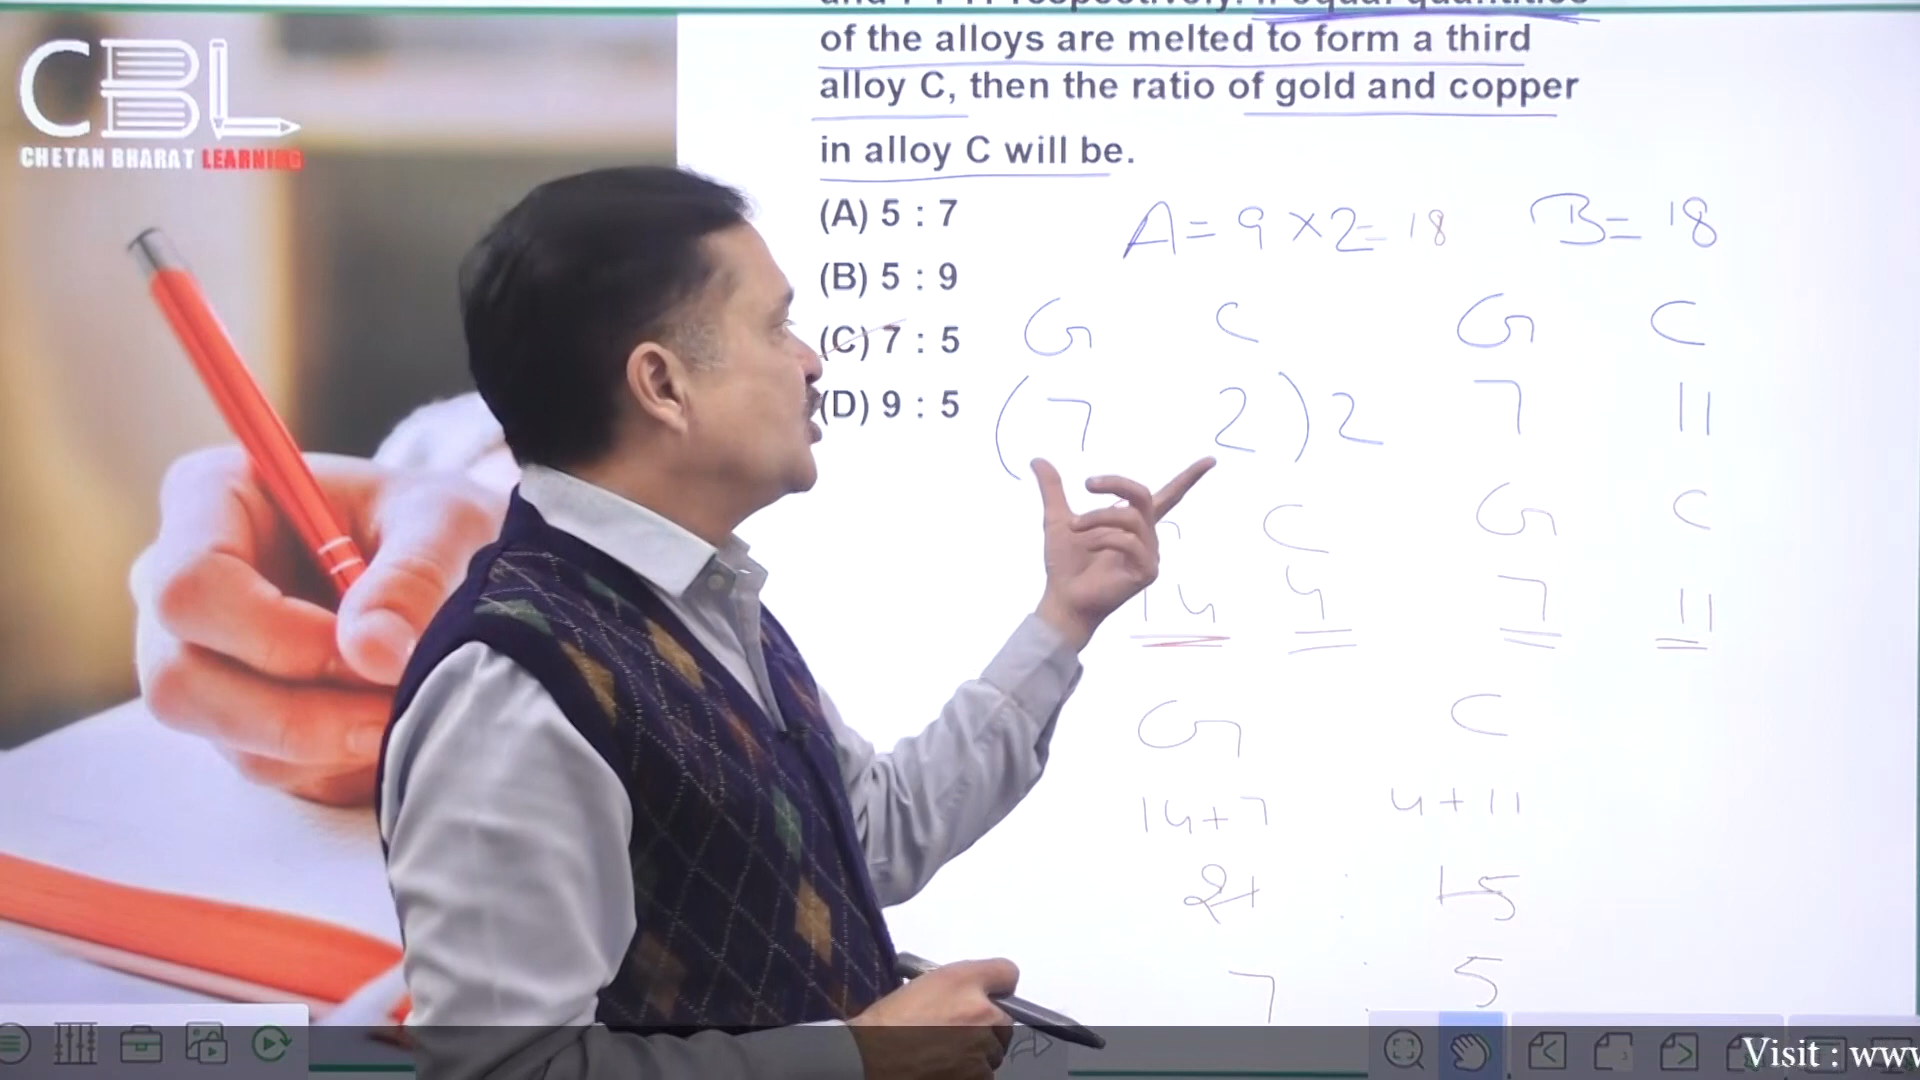 CBL
CHETAN BHARAT LEARNING
of the alloys are melted to form a third
alloy C, then the ratio of gold and copper
in alloy C will be.
(A) 5 : 7
(B) 5 : 9
(C) 7 : 5
(D) 9 : 5
A = 9 × 2 = 18 B = 18
G C G C
(7 2) 2 7 11
C G C
14 4 7 11
G C
14+7 4+11
21 : 15
7 : 5
Visit : www